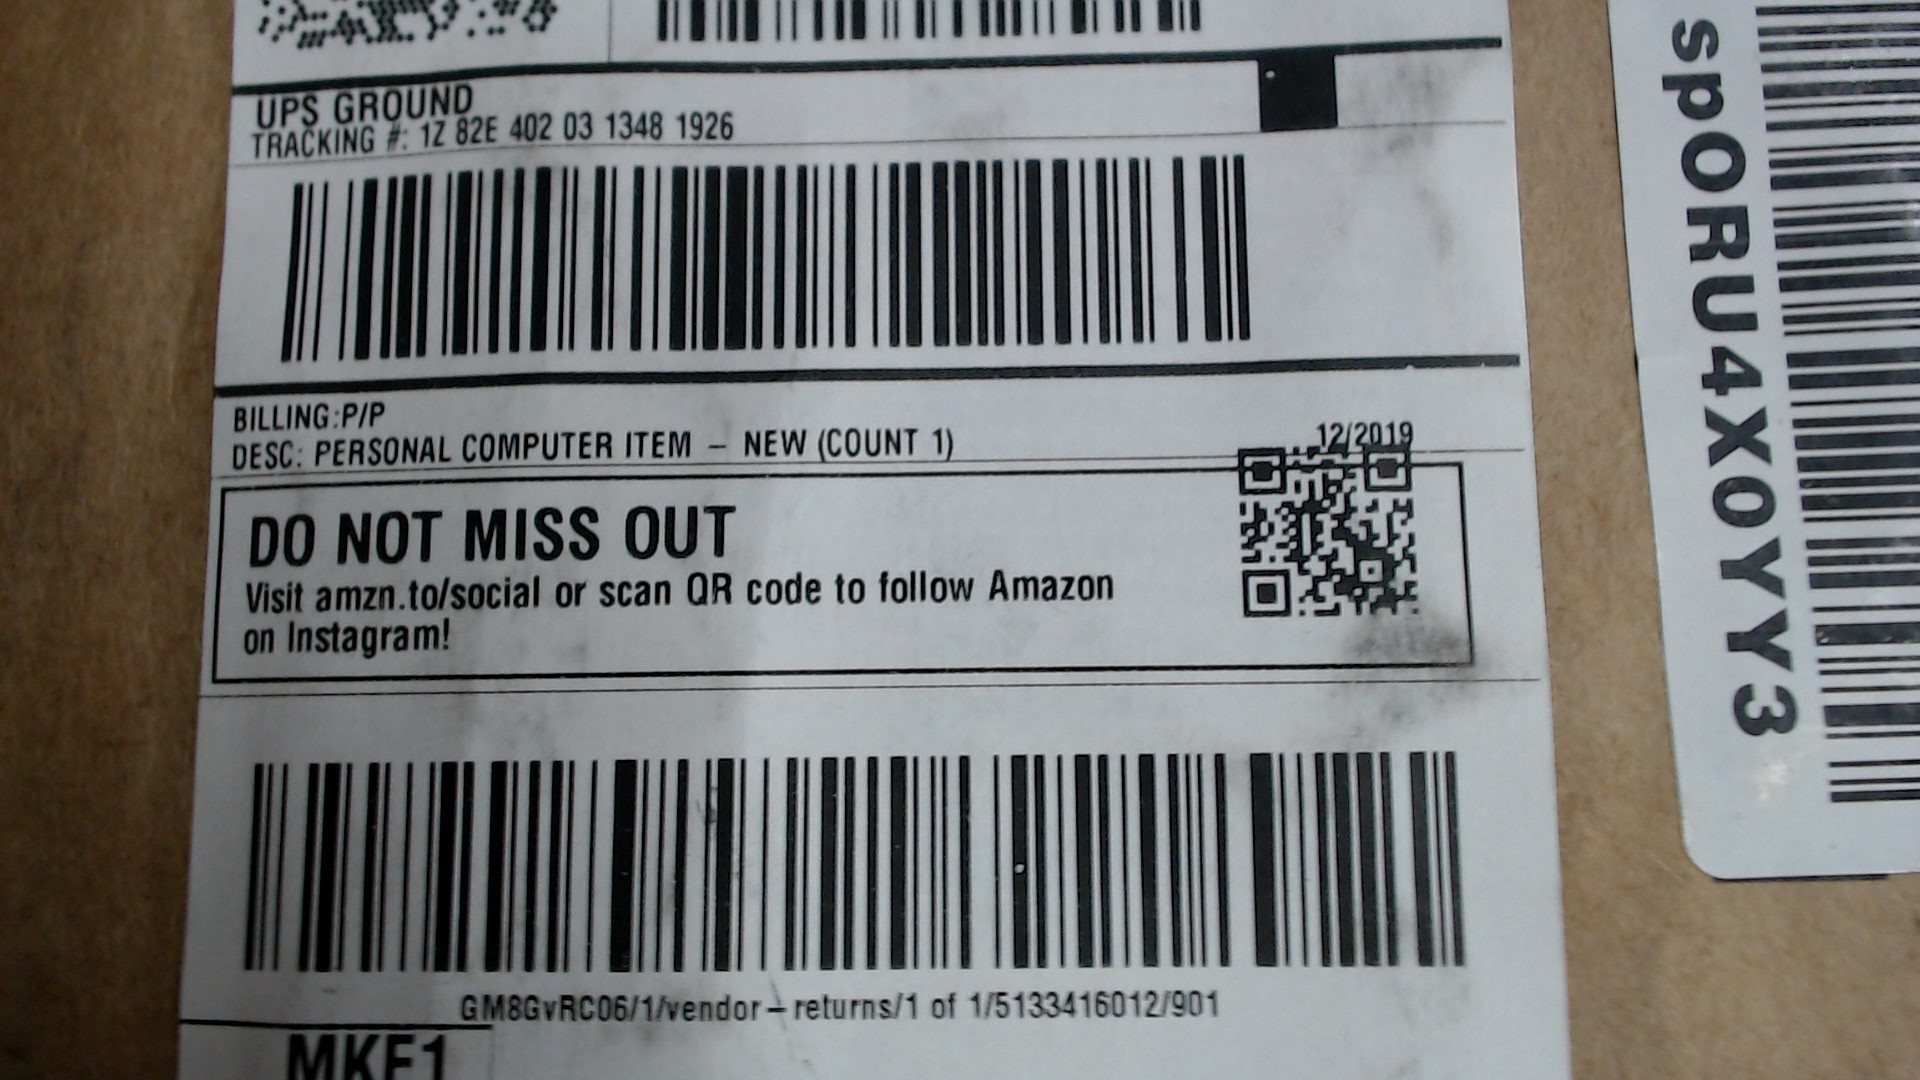 UPS GROUND
TRACKING #: 1Z 82E 402 03 1348 1926
BILLING:P/P
DESC: PERSONAL COMPUTER ITEM – NEW (COUNT 1)
12/2019
DO NOT MISS OUT
Visit amzn.to/social or scan QR code to follow Amazon
on Instagram!
GM8GvRC06/1/vendor–returns/1 of 1/5133416012/901
MKE1
spORU4X0YY3